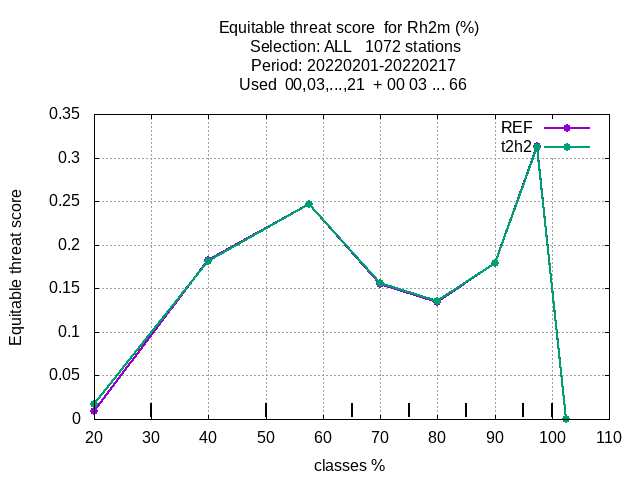 Equitable threat score  for Rh2m (%)
Selection: ALL   1072 stations
Period: 20220201-20220217
Used  00,03,...,21  + 00 03 ... 66
REF
t2h2
Equitable threat score
0.35
0.3
0.25
0.2
0.15
0.1
0.05
0
20 30 40 50 60 70 80 90 100 110
classes %